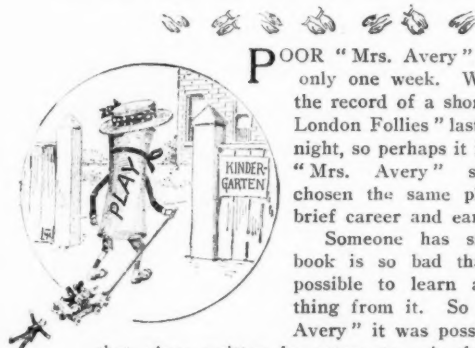 PLAY
KINDER-
GARTEN
POOR "Mrs. Avery"
only one week. W
the record of a sho
London Follies" last
night, so perhaps it
"Mrs. Avery" s
chosen the same p
brief career and ear
Someone has s
book is so bad tha
possible to learn a
thing from it. So
Avery" it was poss